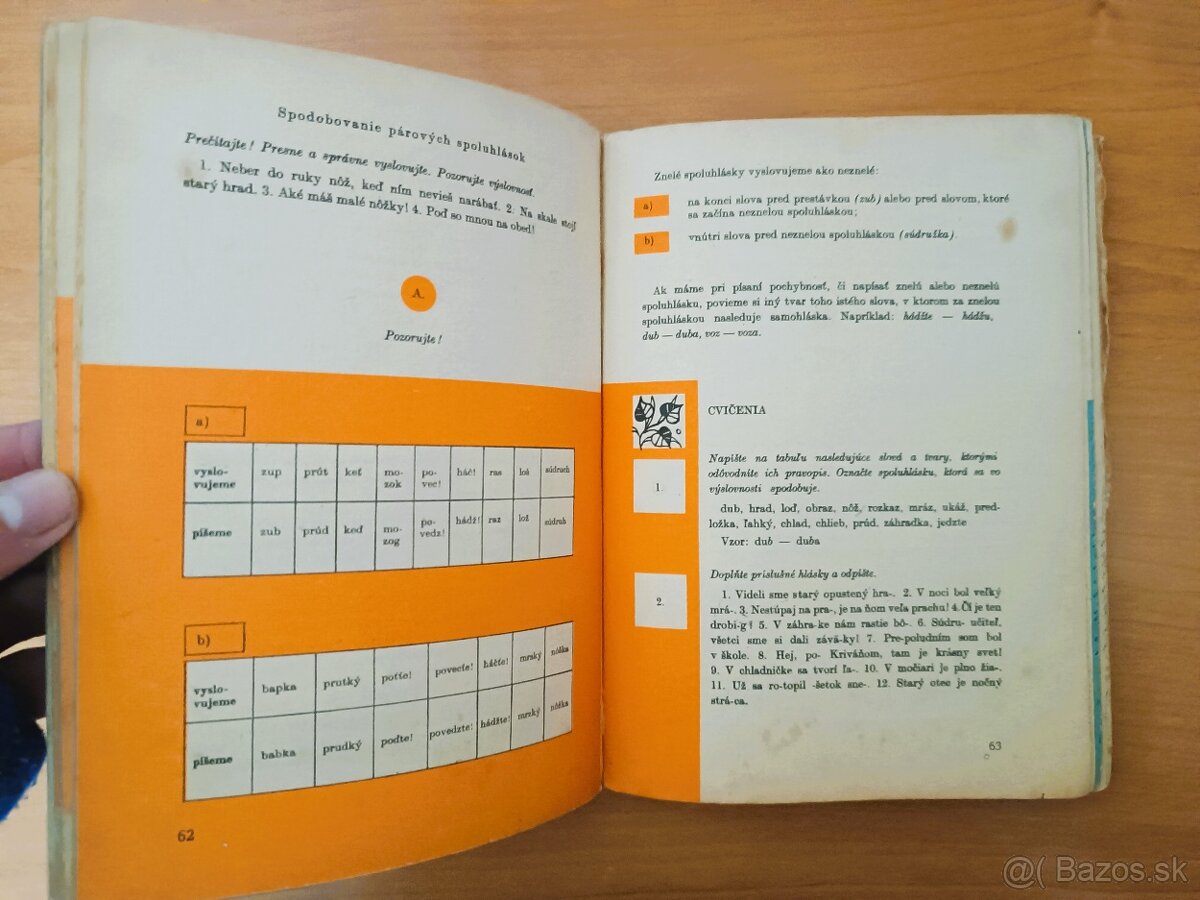 Spodobovanie párových spoluhlások
Prečítajte! Presne a správne vyslovujte. Pozorujte výslovnosť.
1. Neber do ruky nôž, keď ním nevieš narábať. 2. Na skale stojí
starý hrad. 3. Aké máš malé nôžky! 4. Poď so mnou na obed!
A.
Pozorujte!
a)
vyslo- zup prút keť mo- po- háč! ras loš súdruch
vujeme zok vec!
píšeme zub prúd keď mo- po- hádž! raz lož súdruh
zog vedz!
b)
vyslo- bapka prutký poťte! povecte! háčte! mrský nôška
vujeme
píšeme babka prudký poďte! povedzte! hádžte! mrzký nôžka
62
Znelé spoluhlásky vyslovujeme ako neznelé:
a) na konci slova pred prestávkou (zub) alebo pred slovom, ktoré
sa začína neznelou spoluhláskou;
b) vnútri slova pred neznelou spoluhláskou (súdružka).
Ak máme pri písaní pochybnosť, či napísať znelú alebo neznelú
spoluhlásku, povieme si iný tvar toho istého slova, v ktorom za znelou
spoluhláskou nasleduje samohláska. Napríklad: hádžte — hádžu,
dub — duba, voz — voza.
CVIČENIA
1.
Napíšte na tabuľu nasledujúce slová a tvary, ktorými
odôvodníte ich pravopis. Označte spoluhlásku, ktorá sa vo
výslovnosti spodobuje.
dub, hrad, loď, obraz, nôž, rozkaz, mráz, ukáž, pred-
ložka, ľahký, chlad, chlieb, prúd, záhradka, jedzte
Vzor: dub — duba
2.
Doplňte príslušné hlásky a odpíšte.
1. Videli sme starý opustený hra-. 2. V noci bol veľký
mrá-. 3. Nestúpaj na pra-, je na ňom veľa prachu! 4. Čí je ten
drobi-g? 5. V záhra-ke nám rastie bô-. 6. Súdru- učiteľ,
všetci sme si dali závä-ky! 7. Pre-poludním som bol
v škole. 8. Hej, po- Kriváňom, tam je krásny svet!
9. V chladničke sa tvorí ľa-. 10. V močiari je plno žia-.
11. Už sa ro-topil -šetok sne-. 12. Starý otec je nočný
strá-ca.
63
@( Bazos.sk